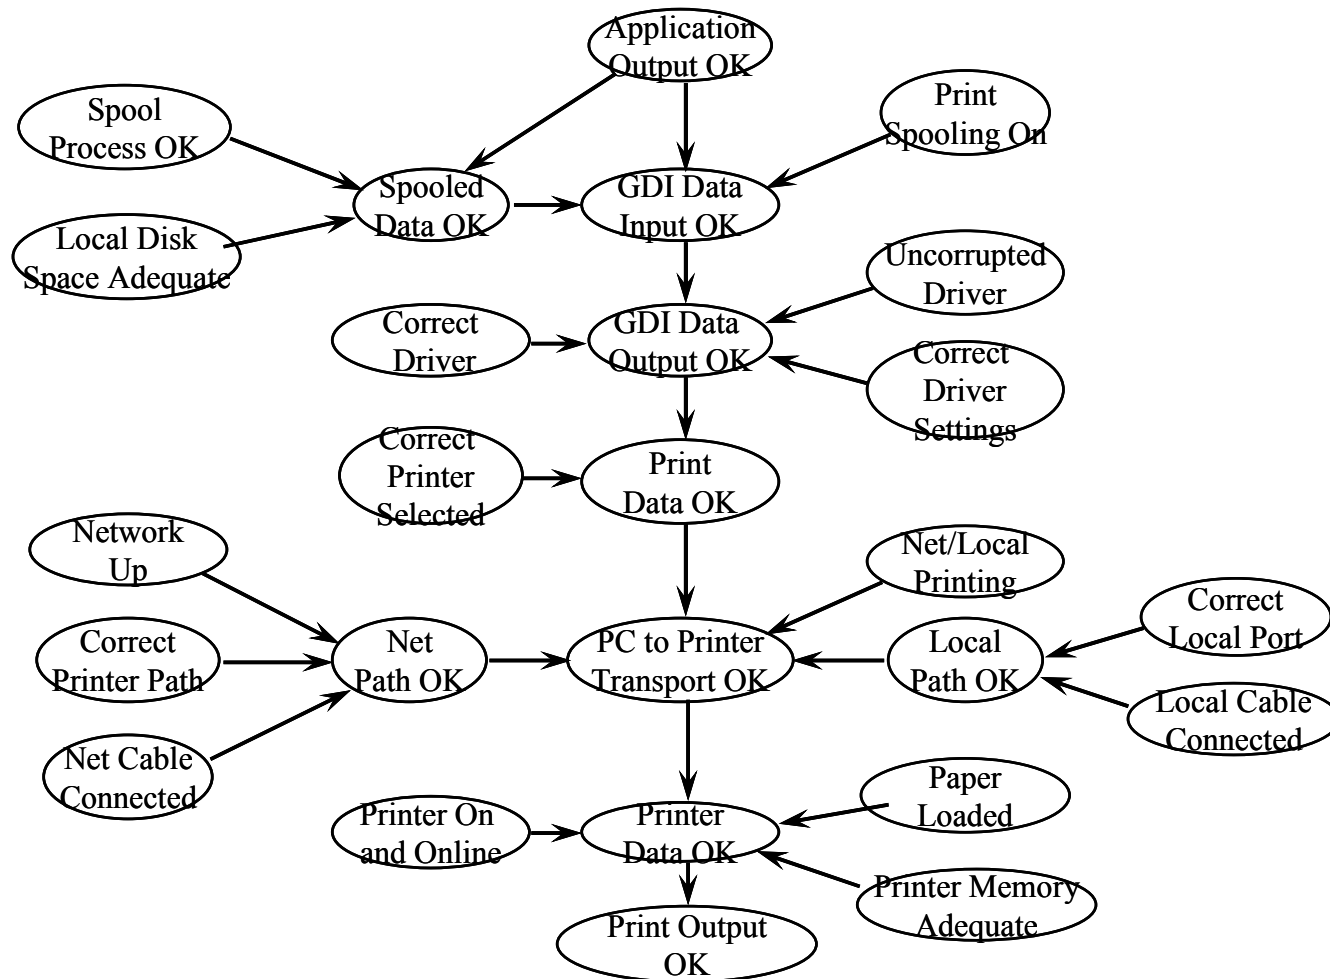 Application
Output OK
Spool
Process OK
Print
Spooling On
Spooled
Data OK
GDI Data
Input OK
Local Disk
Space Adequate
Uncorrupted
Driver
Correct
Driver
GDI Data
Output OK
Correct
Driver
Settings
Correct
Printer
Selected
Print
Data OK
Network
Up
Net/Local
Printing
Correct
Local Port
Correct
Printer Path
Net
Path OK
PC to Printer
Transport OK
Local
Path OK
Local Cable
Connected
Net Cable
Connected
Paper
Loaded
Printer On
and Online
Printer
Data OK
Printer Memory
Adequate
Print Output
OK